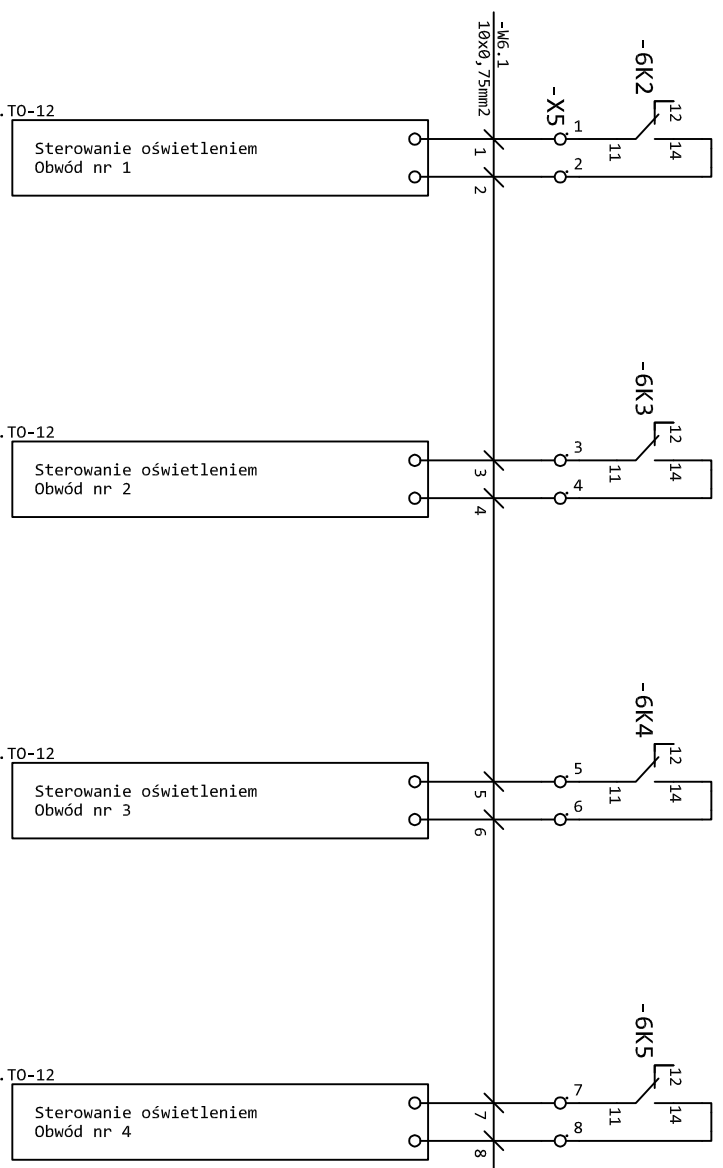 -W6.1
10x0,75mm2
-6K2
12
11
14
-X5
1
2
1
2
.TO-12
Sterowanie oświetleniem
Obwód nr 1
-6K3
12
11
14
3
4
3
4
.TO-12
Sterowanie oświetleniem
Obwód nr 2
-6K4
12
11
14
5
6
5
6
.TO-12
Sterowanie oświetleniem
Obwód nr 3
-6K5
12
11
14
7
8
7
8
.TO-12
Sterowanie oświetleniem
Obwód nr 4